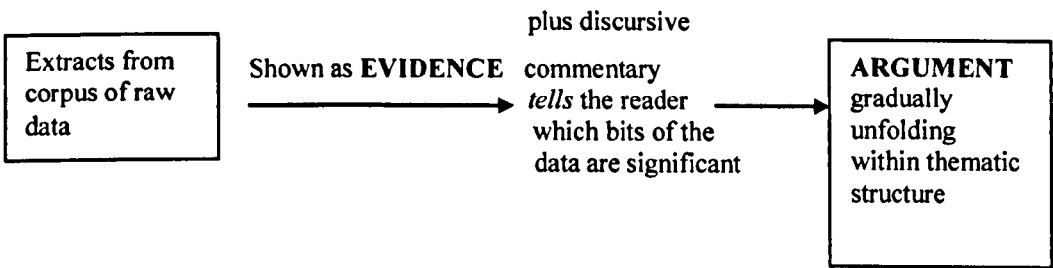 Extracts from
corpus of raw
data
Shown as EVIDENCE
plus discursive
commentary
tells the reader
which bits of the
data are significant
ARGUMENT
gradually
unfolding
within thematic
structure